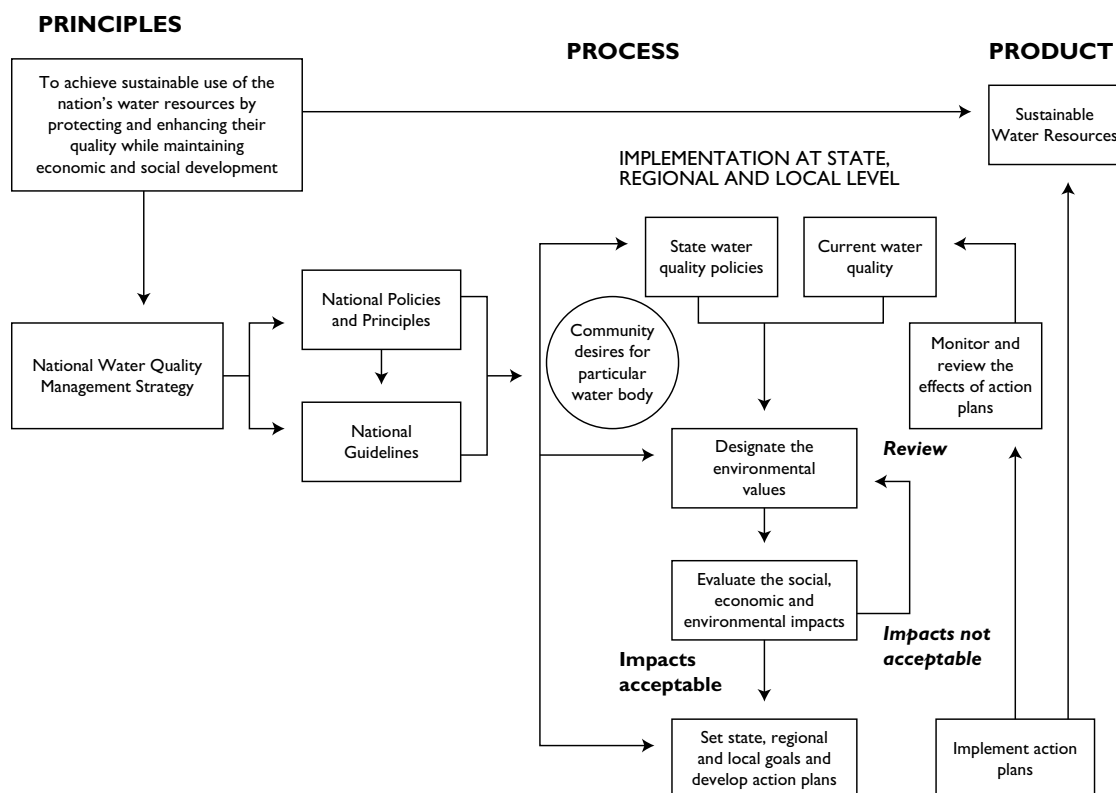 PRINCIPLES
PROCESS
PRODUCT
To achieve sustainable use of the
nation’s water resources by
protecting and enhancing their
quality while maintaining
economic and social development
Sustainable
Water Resources
IMPLEMENTATION AT STATE,
REGIONAL AND LOCAL LEVEL
State water
quality policies
Current water
quality
National Policies
and Principles
National Water Quality
Management Strategy
National
Guidelines
Community
desires for
particular
water body
Monitor and
review the
effects of action
plans
Designate the
environmental
values
Review
Evaluate the social,
economic and
environmental impacts
Impacts not
acceptable
Impacts
acceptable
Set state, regional
and local goals and
develop action plans
Implement action
plans